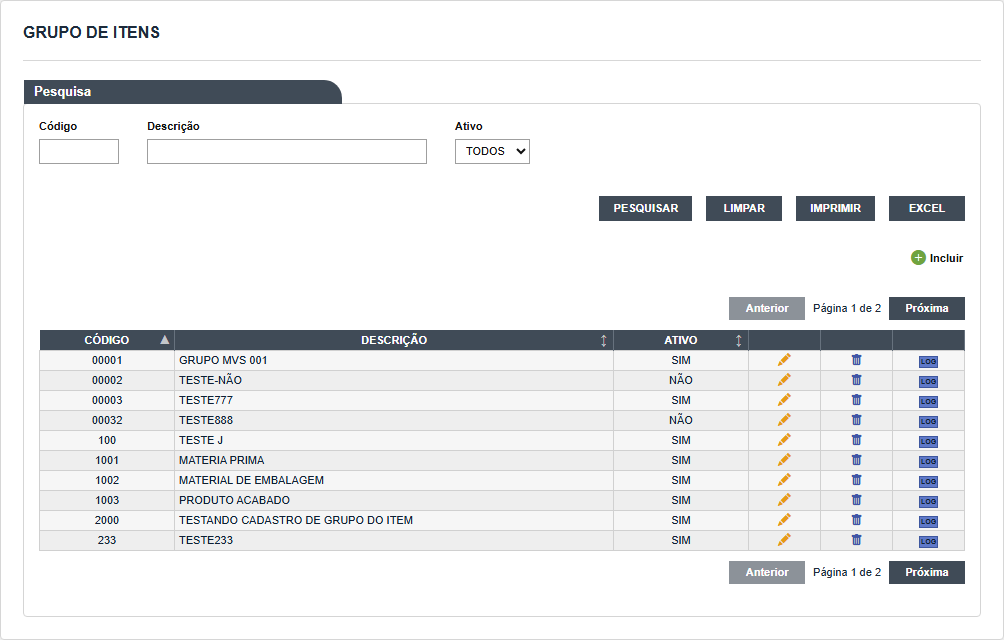 GRUPO DE ITENS
Pesquisa
Código Descrição Ativo
TODOS
PESQUISAR LIMPAR IMPRIMIR EXCEL
Incluir
Anterior Página 1 de 2 Próxima
CÓDIGO DESCRIÇÃO ATIVO
00001 GRUPO MVS 001 SIM LOG
00002 TESTE-NÃO NÃO LOG
00003 TESTE777 SIM LOG
00032 TESTE888 NÃO LOG
100 TESTE J SIM LOG
1001 MATERIA PRIMA SIM LOG
1002 MATERIAL DE EMBALAGEM SIM LOG
1003 PRODUTO ACABADO SIM LOG
2000 TESTANDO CADASTRO DE GRUPO DO ITEM SIM LOG
233 TESTE233 SIM LOG
Anterior Página 1 de 2 Próxima